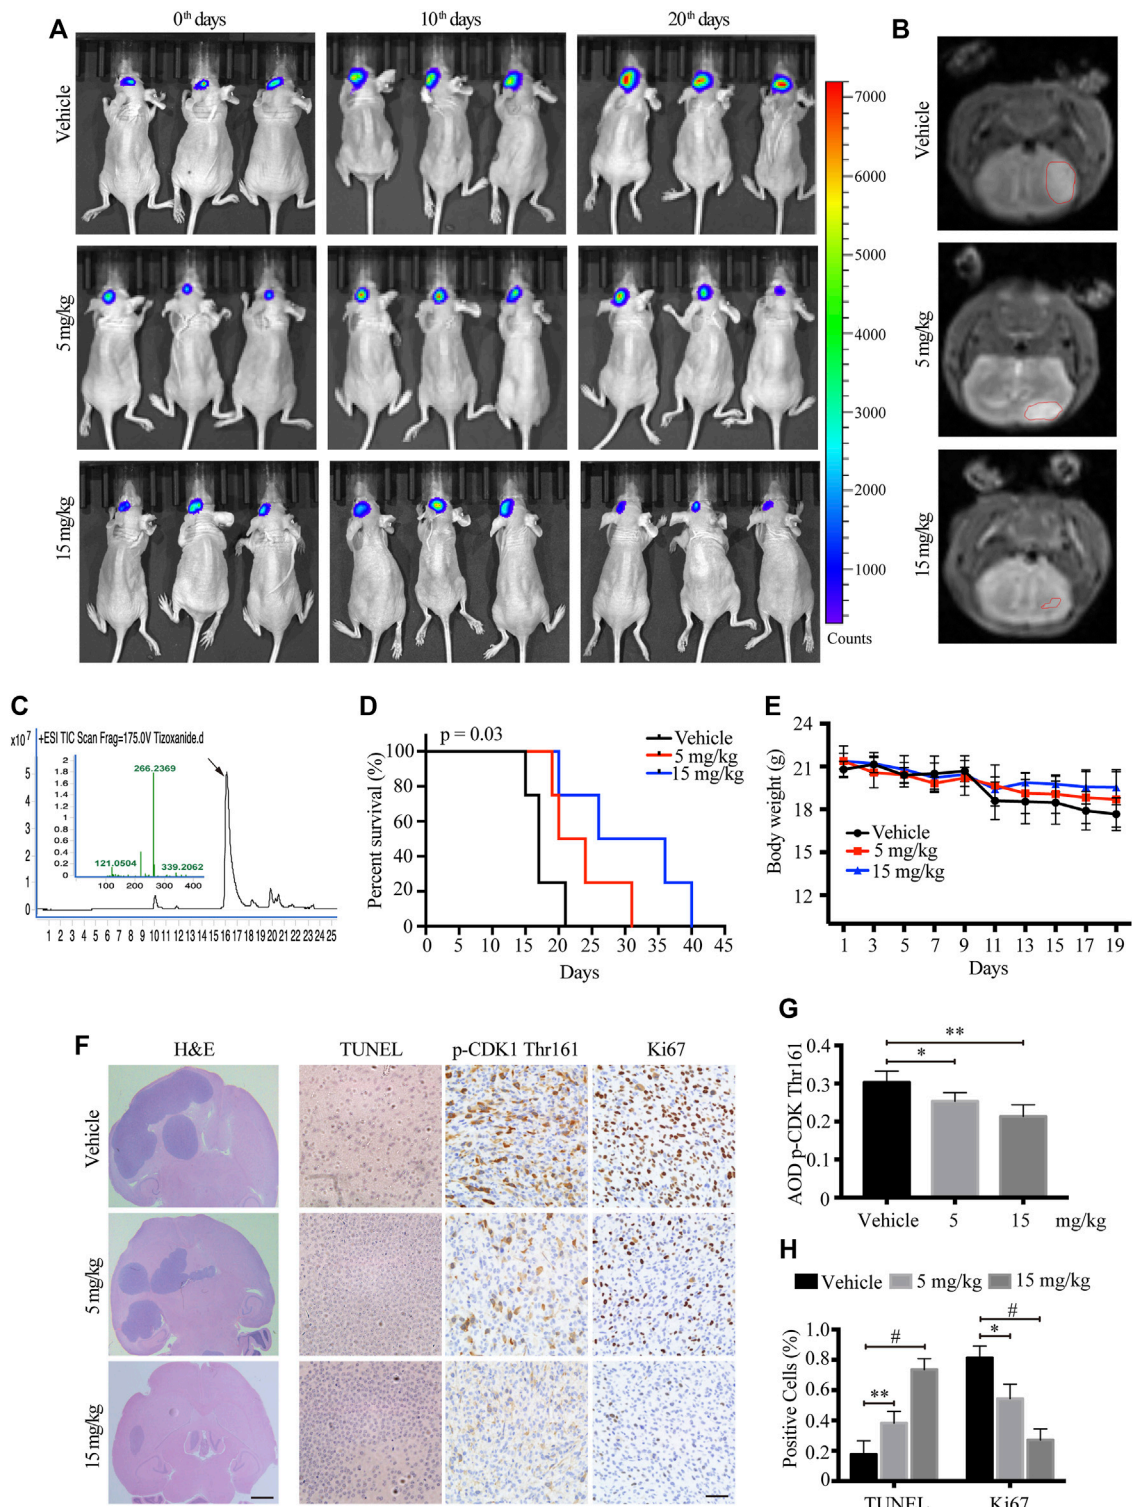 A
0th days
10th days
20th days
B
Vehicle
5 mg/kg
15 mg/kg
7000
6000
5000
4000
3000
2000
1000
Counts
Vehicle
5 mg/kg
15 mg/kg
C
x10^7
+ESI TIC Scan Frag=175.0V Tizoxanide.d
5
4
3
2
1
0
2
1.8
1.6
1.4
1.2
1
0.8
0.6
0.4
0.2
0
266.2369
121.0504
339.2062
100 200 300 400
1 2 3 4 5 6 7 8 9 10 11 12 13 14 15 16 17 18 19 20 21 22 23 24 25
D
p = 0.03
Vehicle
5 mg/kg
15 mg/kg
Percent survival (%)
100
80
60
40
20
0
0 5 10 15 20 25 30 35 40 45
Days
E
Body weight (g)
24
21
18
15
12
Vehicle
5 mg/kg
15 mg/kg
1 3 5 7 9 11 13 15 17 19
Days
F
H&E
TUNEL
p-CDK1 Thr161
Ki67
Vehicle
5 mg/kg
15 mg/kg
G
AOD p-CDK Thr161
0.4
0.3
0.2
0.1
0
**
*
Vehicle 5 15 mg/kg
H
Vehicle 5 mg/kg 15 mg/kg
Positive Cells (%)
1.0
0.8
0.6
0.4
0.2
0
#
**
#
*
TUNEL Ki67